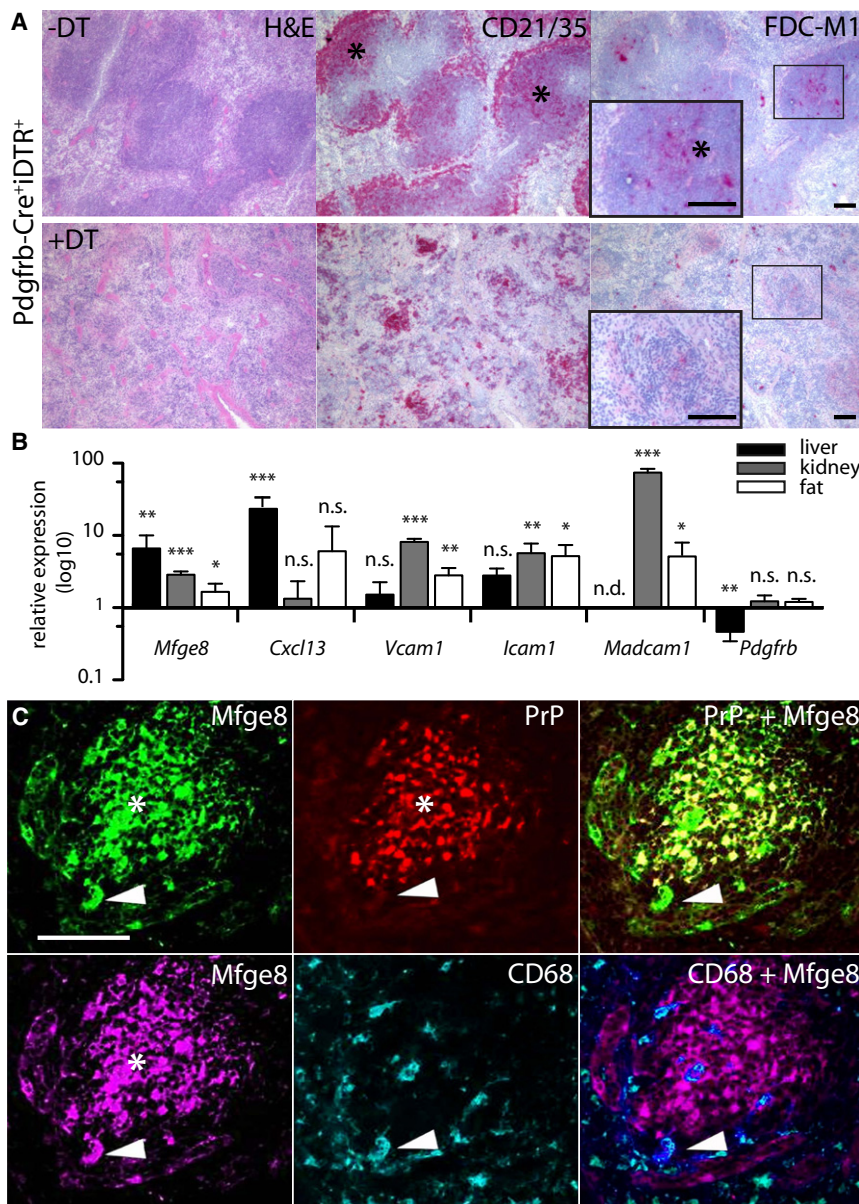 A
-DT
H&E
CD21/35
FDC-M1
*
*
*
Pdgfrb-Cre⁺iDTR⁺
+DT
B
relative expression
(log10)
100
10
1
0.1
** *** * *** n.s. n.s. n.s. *** ** n.s. ** * n.d. *** * ** n.s. n.s.
liver
kidney
fat
Mfge8 Cxcl13 Vcam1 Icam1 Madcam1 Pdgfrb
C
Mfge8
PrP
PrP + Mfge8
*
*
Mfge8
CD68
CD68 + Mfge8
*